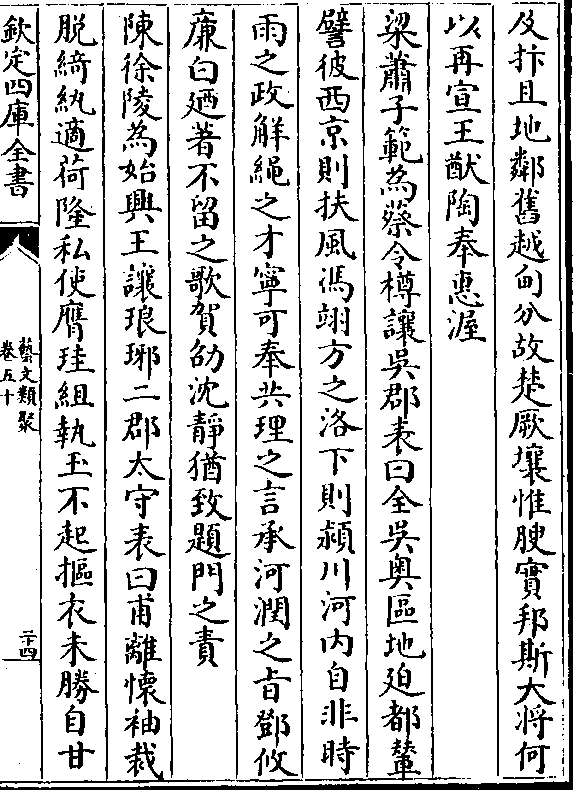 及抃且地鄰舊越甸分故楚厥壤惟腴實邦斯大將何
以再宣王猷陶奉惠渥
梁蕭子範為蔡令樽讓吳郡表曰全吳奥區地廹都輦
譬彼西京則扶風馮翊方之洛下則潁川河内自非時
雨之政解繩之才寧可奉共理之言承河潤之旨鄧攸
亷白廼著不留之歌賀劭沈靜猶致題門之責
陳徐陵為始興王讓琅琊二郡太守表曰甫離懷袖裁
脱綺紈適荷隆私使膺珪組執玉不起摳衣未勝自甘
欽定四庫全書
藝文類聚
卷五十
二十四